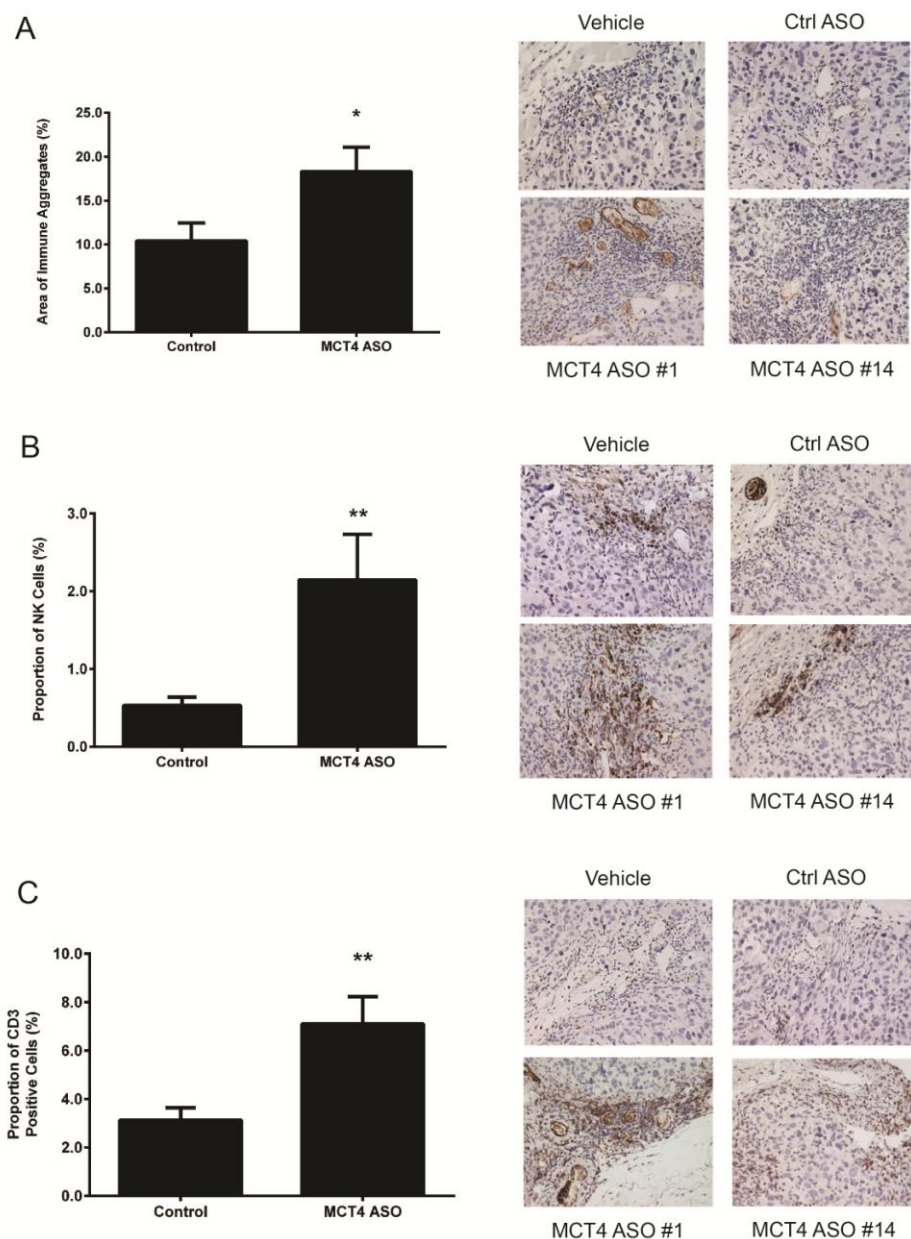 A
Area of Immune Aggregates (%)
25.0
20.0
15.0
10.0
5.0
0.0
*
Control
MCT4 ASO
Vehicle
Ctrl ASO
MCT4 ASO #1
MCT4 ASO #14
B
Proportion of NK Cells (%)
3.0
2.0
1.0
0.0
**
Control
MCT4 ASO
Vehicle
Ctrl ASO
MCT4 ASO #1
MCT4 ASO #14
C
Proportion of CD3
Positive Cells (%)
10.0
8.0
6.0
4.0
2.0
0.0
**
Control
MCT4 ASO
Vehicle
Ctrl ASO
MCT4 ASO #1
MCT4 ASO #14